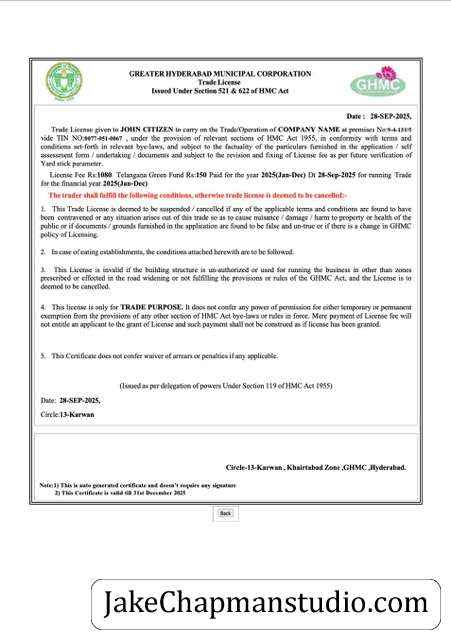 GREATER HYDERABAD MUNICIPAL CORPORATION
Trade License
Issued Under Section 521 & 622 of HMC Act
GHMC
Date : 28-SEP-2025,
Trade License given to JOHN CITIZEN to carry on the Trade/Operation of COMPANY NAME at premises No:9-4-131/5
vide TIN NO:0077-051-0067 , under the provision of relevant sections of HMC Act 1955, in conformity with terms and
conditions set-forth in relevant bye-laws, and subject to the factuality of the particulars furnished in the application / self
assessment form / undertaking / documents and subject to the revision and fixing of License fee as per future verification of
Yard stick parameter.
License Fee Rs:1080 Telangana Green Fund Rs:150 Paid for the year 2025(Jan-Dec) Dt 28-Sep-2025 for running Trade
for the financial year 2025(Jan-Dec)
The trader shall fulfill the following conditions, otherwise trade license is deemed to be cancelled:-
1. This Trade License is deemed to be suspended / cancelled if any of the applicable terms and conditions are found to have
been contravented or any situation arises out of this trade so as to cause nuisance / damage / harm to property or health of the
public or if documents / grounds furnished in the application are found to be false and un-true or if there is a change in GHMC
policy of Licensing.
2. In case of eating establishments, the conditions attached herewith are to be followed.
3. This License is invalid if the building structure is un-authorized or used for running the business in other than zones
prescribed or effected in the road widening or not fulfilling the provisions or rules of the GHMC Act, and the License is to
deemed to be cancelled.
4. This license is only for TRADE PURPOSE. It does not confer any power of permission for either temporary or permanent
exemption from the provisions of any other section of HMC Act bye-laws or rules in force. Mere payment of License fee will
not entitle an applicant to the grant of License and such payment shall not be construed as if license has been granted.
5. This Certificate does not confer waiver of arrears or penalties if any applicable.
(Issued as per delegation of powers Under Section 119 of HMC Act 1955)
Date: 28-SEP-2025,
Circle:13-Karwan
Circle-13-Karwan , Khairtabad Zone ,GHMC ,Hyderabad.
Note:1) This is auto generated certificate and doesn't require any signature
2) This Certificate is valid till 31st December 2025
Back
JakeChapmanstudio.com